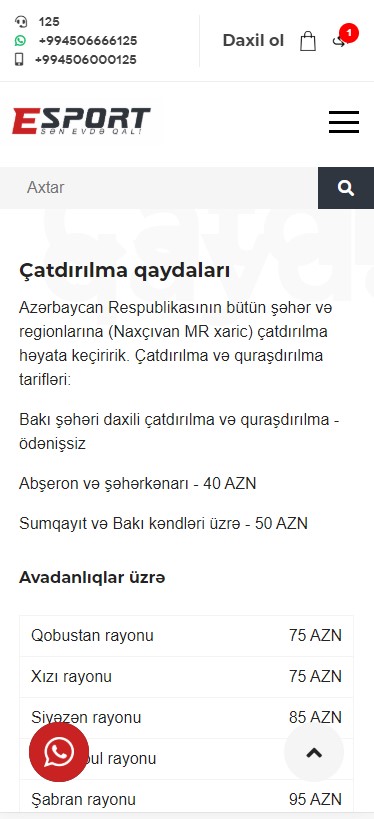 125
+994506666125
+994506000125
Daxil ol
1
ESPORT
SƏN EVDƏ QAL!
Axtar
Çatdırılma qaydaları
Azərbaycan Respublikasının bütün şəhər və
regionlarına (Naxçıvan MR xaric) çatdırılma
həyata keçiririk. Çatdırılma və quraşdırılma
tarifləri:
Bakı şəhəri daxili çatdırılma və quraşdırılma -
ödənişsiz
Abşeron və şəhərkənarı - 40 AZN
Sumqayıt və Bakı kəndləri üzrə - 50 AZN
Avadanlıqlar üzrə
Qobustan rayonu 75 AZN
Xızı rayonu 75 AZN
Siyəzən rayonu 85 AZN
rayonu
Şabran rayonu 95 AZN